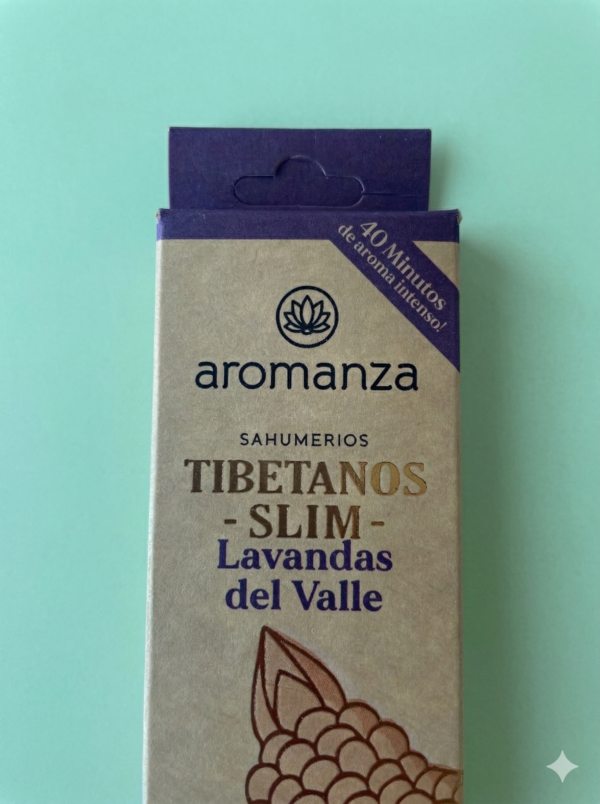 40 Minutos
de aroma intenso!
aromanza
SAHUMERIOS
TIBETANOS
- SLIM -
Lavandas
del Valle